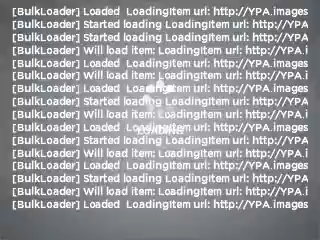 [BulkLoader] Loaded LoadingItem url: http://YPA.images
[BulkLoader] Started loading LoadingItem url: http://YPA
[BulkLoader] Will load item: LoadingItem url: http://YPA.i
[BulkLoader] Started loading LoadingItem url: http://YPA
[BulkLoader] Loaded LoadingItem url: http://YPA.images
[BulkLoader] Will load item: LoadingItem url: http://YPA.i
[BulkLoader] Loaded LoadingItem url: http://YPA.images
[BulkLoader] Started loading LoadingItem url: http://YPA
[BulkLoader] Will load item: LoadingItem url: http://YPA.i
[BulkLoader] Loaded LoadingItem url: http://YPA.images
[BulkLoader] Started loading LoadingItem url: http://YPA
[BulkLoader] Will load item: LoadingItem url: http://YPA.i
[BulkLoader] Loaded LoadingItem url: http://YPA.images
[BulkLoader] Started loading LoadingItem url: http://YPA
[BulkLoader] Will load item: LoadingItem url: http://YPA.i
[BulkLoader] Loaded LoadingItem url: http://YPA.images